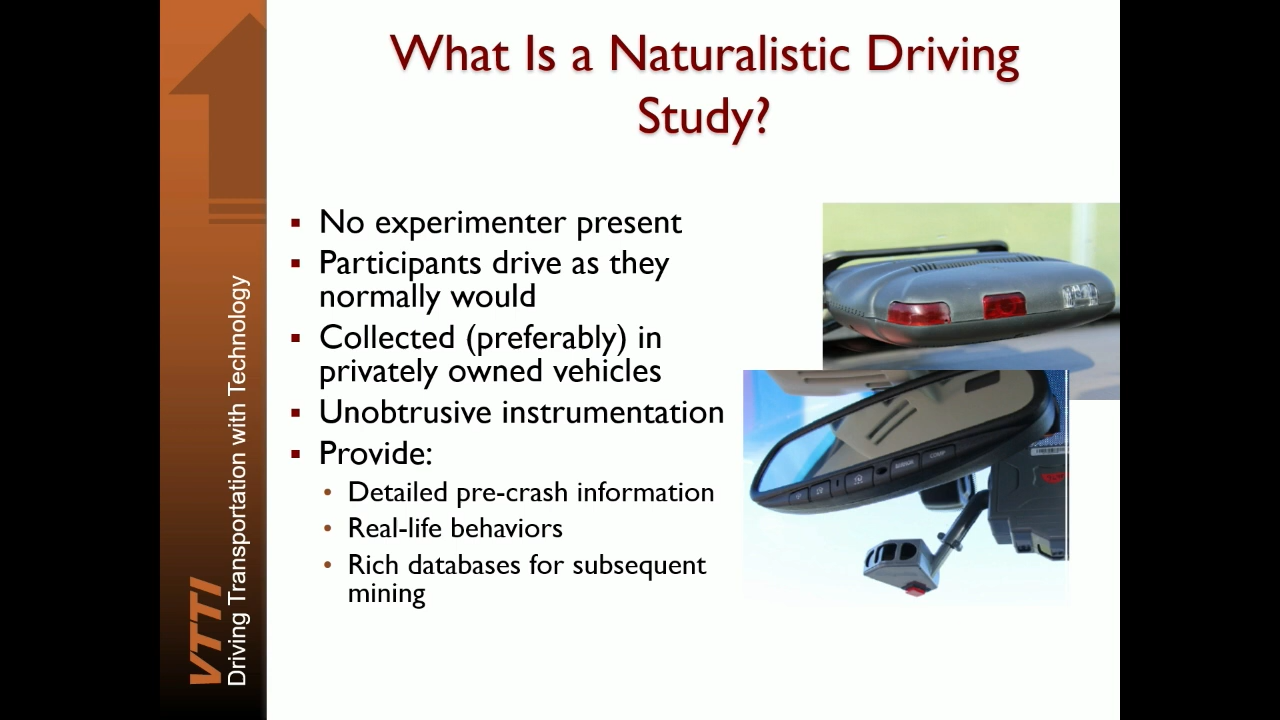 What Is a Naturalistic Driving
Study?
No experimenter present
Participants drive as they
normally would
Collected (preferably) in
privately owned vehicles
Unobtrusive instrumentation
Provide:
Detailed pre-crash information
Real-life behaviors
Rich databases for subsequent
mining
VTTI
Driving Transportation with Technology